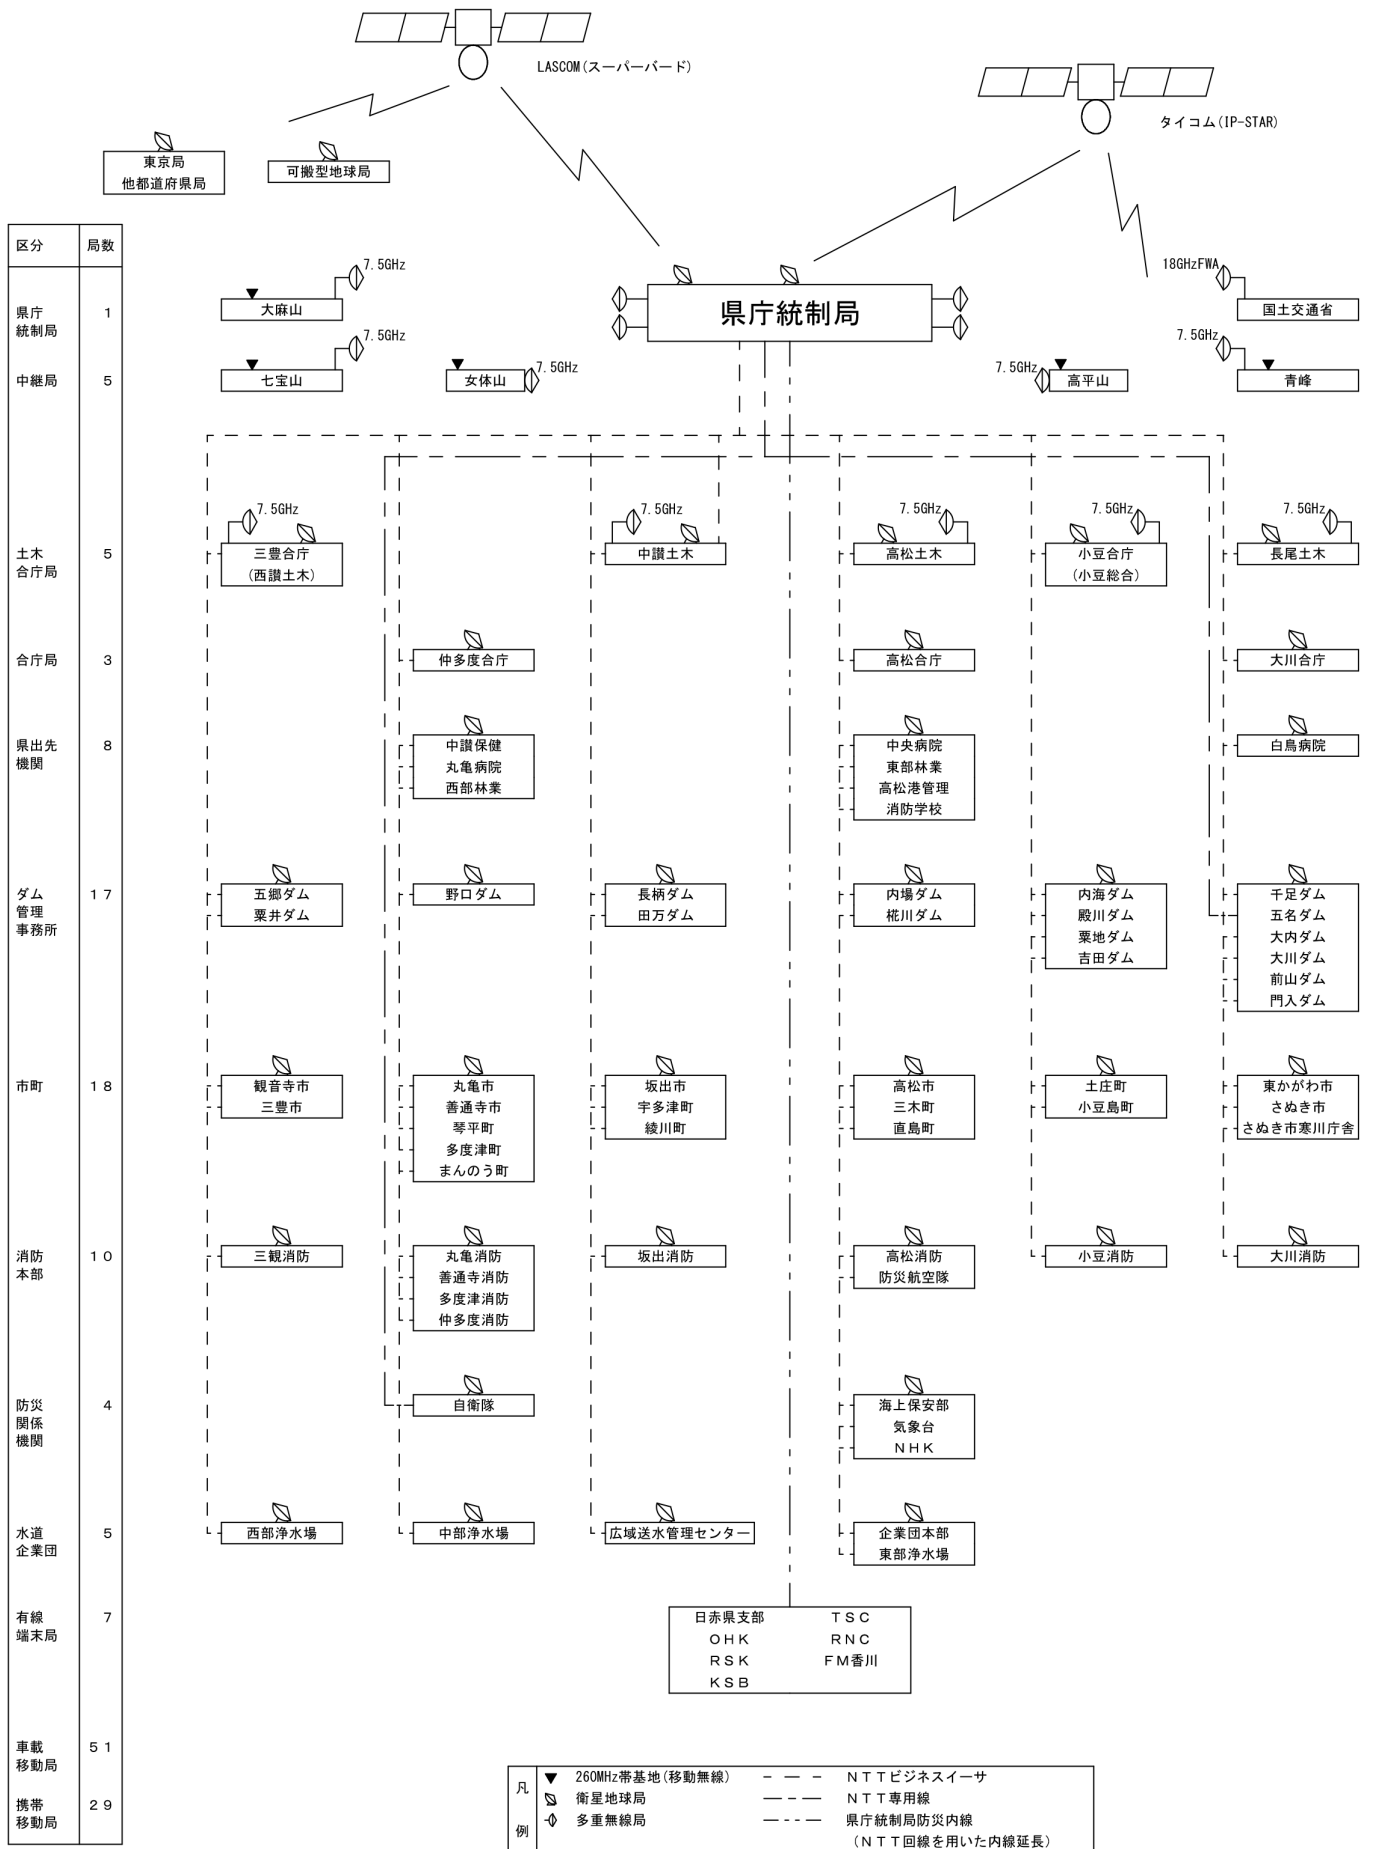 LASCOM(スーパーバード)
タイコム(IP-STAR)
東京局
他都道府県局
可搬型地球局
区分 局数
7.5GHz
18GHzFWA
県庁 1
統制局
大麻山
県庁統制局
国土交通省
7.5GHz
7.5GHz
中継局 5
七宝山
女体山
7.5GHz
7.5GHz
高平山
青峰
7.5GHz
7.5GHz
7.5GHz
7.5GHz
7.5GHz
土木 5
合庁局
三豊合庁
(西讃土木)
中讃土木
高松土木
小豆合庁
(小豆総合)
長尾土木
合庁局 3
仲多度合庁
高松合庁
大川合庁
県出先 8
機関
中讃保健
丸亀病院
西部林業
中央病院
東部林業
高松港管理
消防学校
白鳥病院
ダム 17
管理
事務所
五郷ダム
粟井ダム
野口ダム
長柄ダム
田万ダム
内場ダム
椛川ダム
内海ダム
殿川ダム
粟地ダム
吉田ダム
千足ダム
五名ダム
大内ダム
大川ダム
前山ダム
門入ダム
市町 18
観音寺市
三豊市
丸亀市
善通寺市
琴平町
多度津町
まんのう町
坂出市
宇多津町
綾川町
高松市
三木町
直島町
土庄町
小豆島町
東かがわ市
さぬき市
さぬき市寒川庁舎
消防 10
本部
三観消防
丸亀消防
善通寺消防
多度津消防
仲多度消防
坂出消防
高松消防
防災航空隊
小豆消防
大川消防
防災 4
関係
機関
自衛隊
海上保安部
気象台
NHK
水道 5
企業団
西部浄水場
中部浄水場
広域送水管理センター
企業団本部
東部浄水場
有線 7
端末局
日赤県支部 TSC
OHK RNC
RSK FM香川
KSB
車載 51
移動局
携帯 29
移動局
凡例
260MHz帯基地(移動無線) NTTビジネスイーサ
衛星地球局 NTT専用線
多重無線局 県庁統制局防災内線
(NTT回線を用いた内線延長)